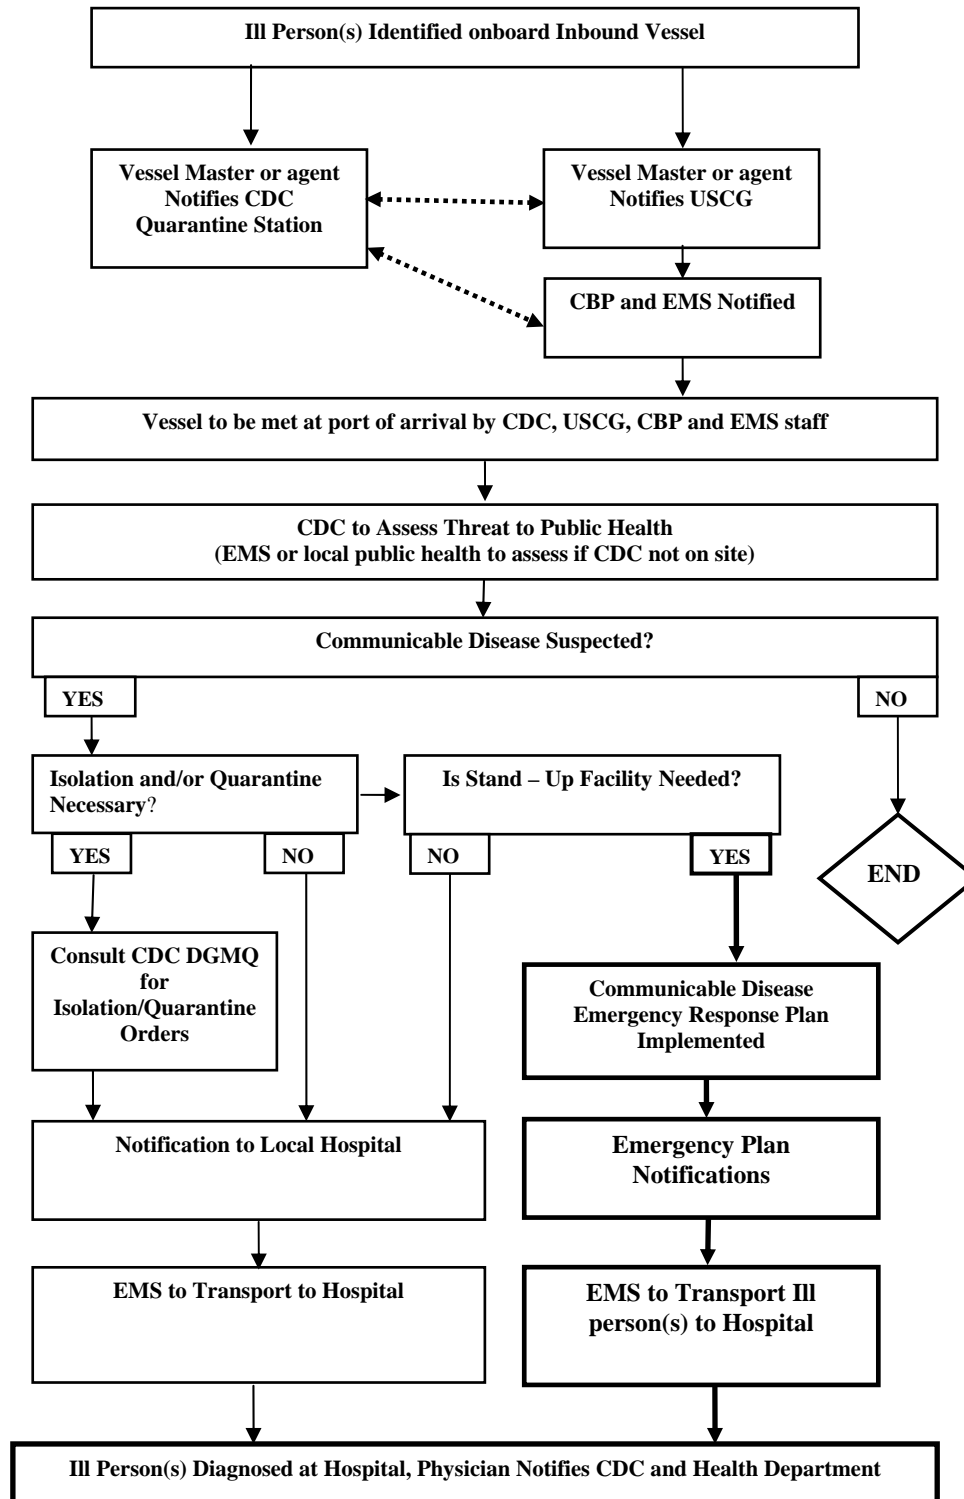 Ill Person(s) Identified onboard Inbound Vessel
Vessel Master or agent
Notifies CDC
Quarantine Station
Vessel Master or agent
Notifies USCG
CBP and EMS Notified
Vessel to be met at port of arrival by CDC, USCG, CBP and EMS staff
CDC to Assess Threat to Public Health
(EMS or local public health to assess if CDC not on site)
Communicable Disease Suspected?
YES
NO
Isolation and/or Quarantine
Necessary?
Is Stand – Up Facility Needed?
YES
NO
NO
YES
END
Consult CDC DGMQ
for
Isolation/Quarantine
Orders
Communicable Disease
Emergency Response Plan
Implemented
Notification to Local Hospital
Emergency Plan
Notifications
EMS to Transport to Hospital
EMS to Transport Ill
person(s) to Hospital
Ill Person(s) Diagnosed at Hospital, Physician Notifies CDC and Health Department